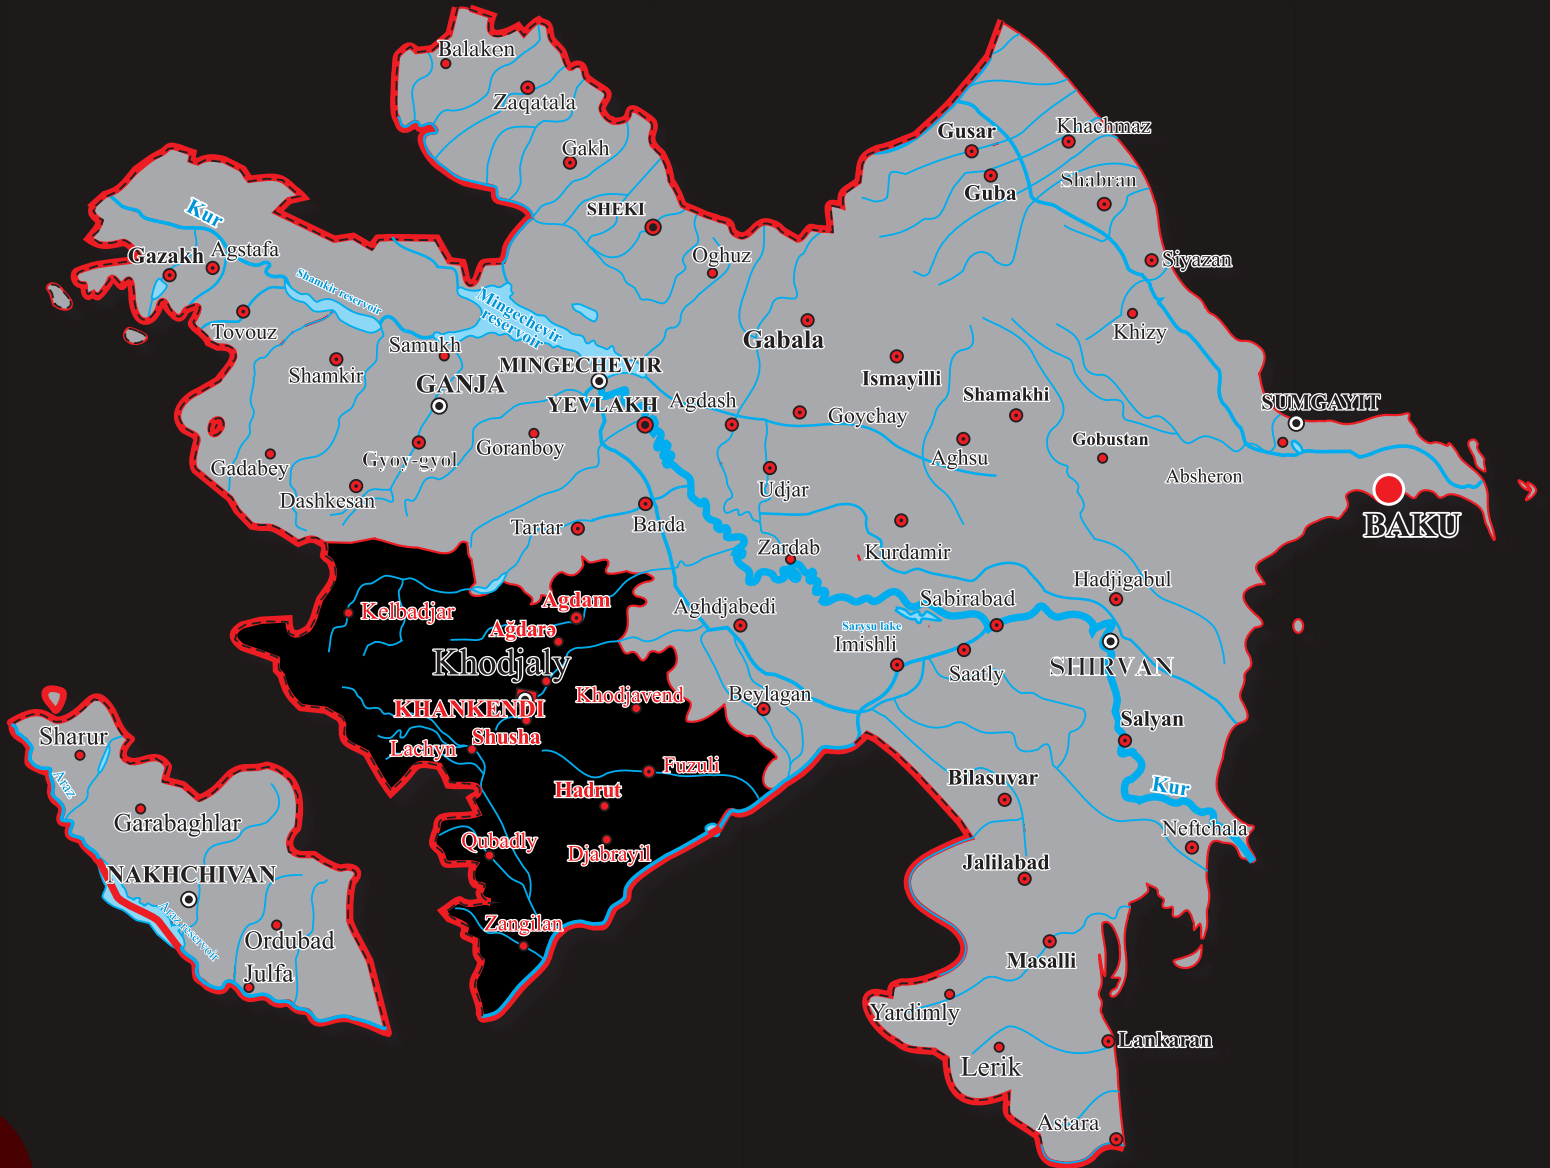 Balaken
Zaqatala
Gakh
SHEKI
Oghuz
Gusar
Khachmaz
Guba
Shabran
Siyazan
Khizy
Kur
Gazakh
Agstafa
Shamkir reservoir
Tovouz
Mingechevir
reservoir
Samukh
Shamkir
GANJA
MINGECHEVIR
YEVLAKH
Gabala
Ismayilli
Shamakhi
SUMGAYIT
Agdash
Goychay
Gobustan
Aghsu
Absheron
Goranboy
Gyoy-gyol
Gadabey
Dashkesan
Udjar
BAKU
Tartar
Barda
Zardab
Kurdamir
Hadjigabul
Kelbadjar
Agdam
Ağdarə
Aghdjabedi
Sabirabad
Sarysu lake
Imishli
Saatly
SHIRVAN
Khodjaly
KHANKENDI
Khodjavend
Beylagan
Shusha
Lachyn
Fuzuli
Salyan
Kur
Bilasuvar
Hadrut
Neftchala
Qubadly
Djabrayil
Jalilabad
Zangilan
Masalli
Yardimly
Lankaran
Lerik
Astara
Sharur
Araz
Garabaghlar
NAKHCHIVAN
Araz reservoir
Ordubad
Julfa